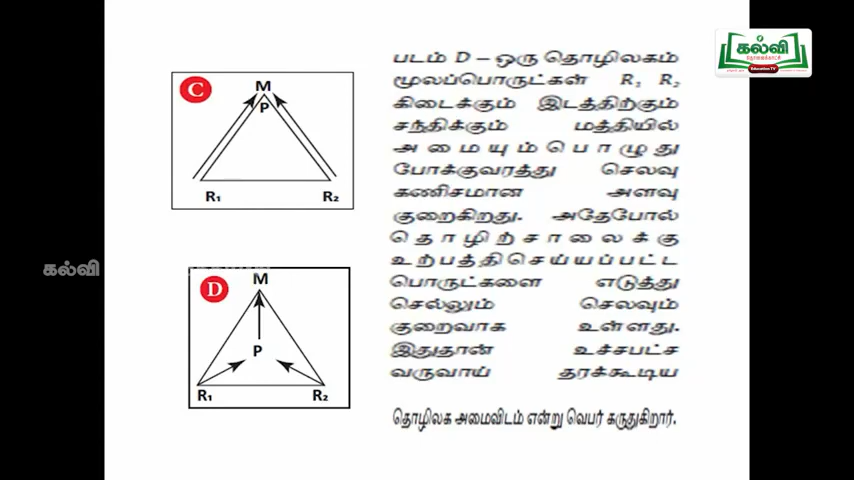 கல்வி
Education TV
C
M
P
R₁
R₂
படம் D – ஒரு தொழிலகம்
மூலப்பொருட்கள் R₁ R₂
கிடைக்கும் இடத்திற்கும்
சந்திக்கும் மத்தியில்
அமையும்பொழுது
போக்குவரத்து செலவு
கணிசமான அளவு
குறைகிறது. அதேபோல்
தொழிற்சாலைக்கு
உற்பத்திசெய்யப்பட்ட
பொருட்களை எடுத்து
செல்லும் செலவும்
குறைவாக உள்ளது.
இதுதான் உச்சபட்ச
வருவாய் தரக்கூடிய
தொழிலக அமைவிடம் என்று வெபர் கருதுகிறார்.
கல்வி
D
M
P
R₁
R₂